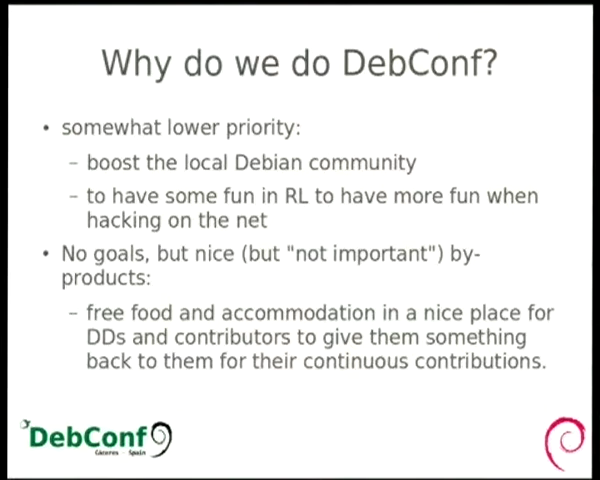 Why do we do DebConf?
• somewhat lower priority:
– boost the local Debian community
– to have some fun in RL to have more fun when
hacking on the net
• No goals, but nice (but "not important") by-
products:
– free food and accommodation in a nice place for
DDs and contributors to give them something
back to them for their continuous contributions.
DebConf9
Cáceres - Spain